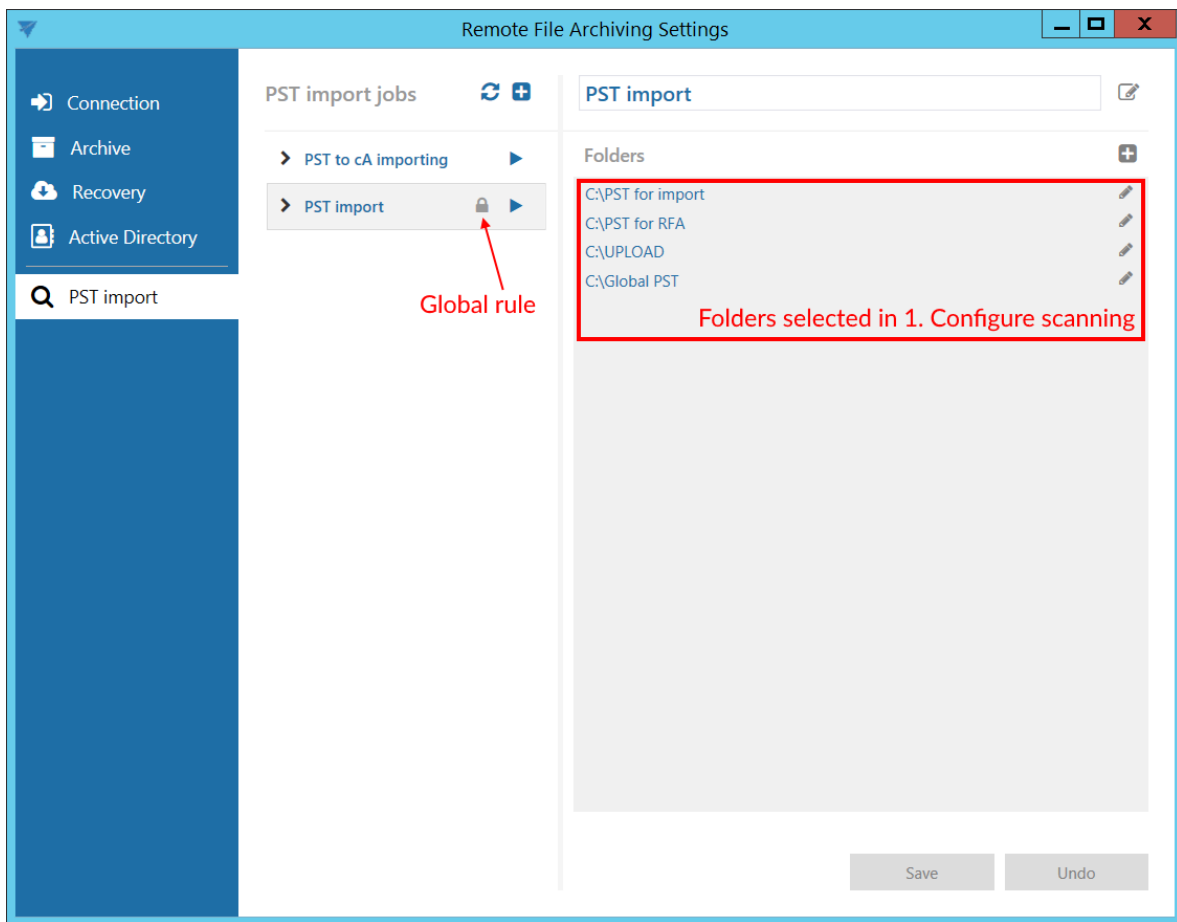 Remote File Archiving Settings
X
Connection
Archive
Recovery
Active Directory
PST import
PST import jobs
PST to cA importing
PST import
Global rule
PST import
Folders
C:\PST for import
C:\PST for RFA
C:\UPLOAD
C:\Global PST
Folders selected in 1. Configure scanning
Save
Undo